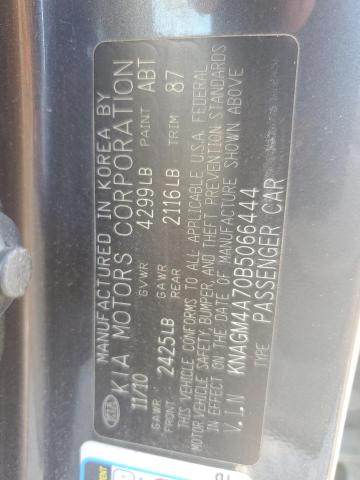 MANUFACTURED IN KOREA BY
KIA MOTORS CORPORATION
11/10 GVWR 4299LB PAINT ABT
GAWR FRONT 2425LB GAWR REAR 2116LB TRIM 87
THIS VEHICLE CONFORMS TO ALL APPLICABLE U.S.A. FEDERAL
MOTOR VEHICLE SAFETY, BUMPER, AND THEFT PREVENTION STANDARDS
IN EFFECT ON THE DATE OF MANUFACTURE SHOWN ABOVE
V.I.N KNAGM4A70B5066444
TYPE PASSENGER CAR
KIA